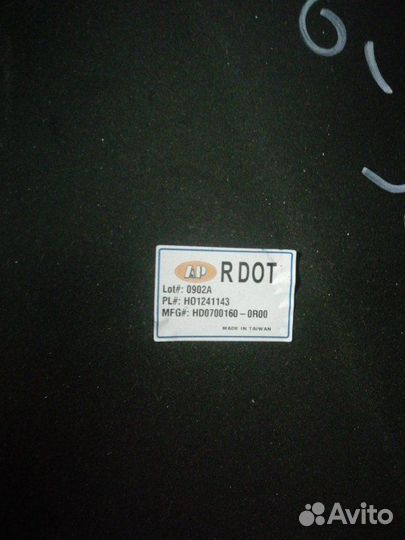 AP R DOT
Lot#: 0902A
PL#: HO1241143
MFG#: HD0700160-0R00
MADE IN TAIWAN
Avito